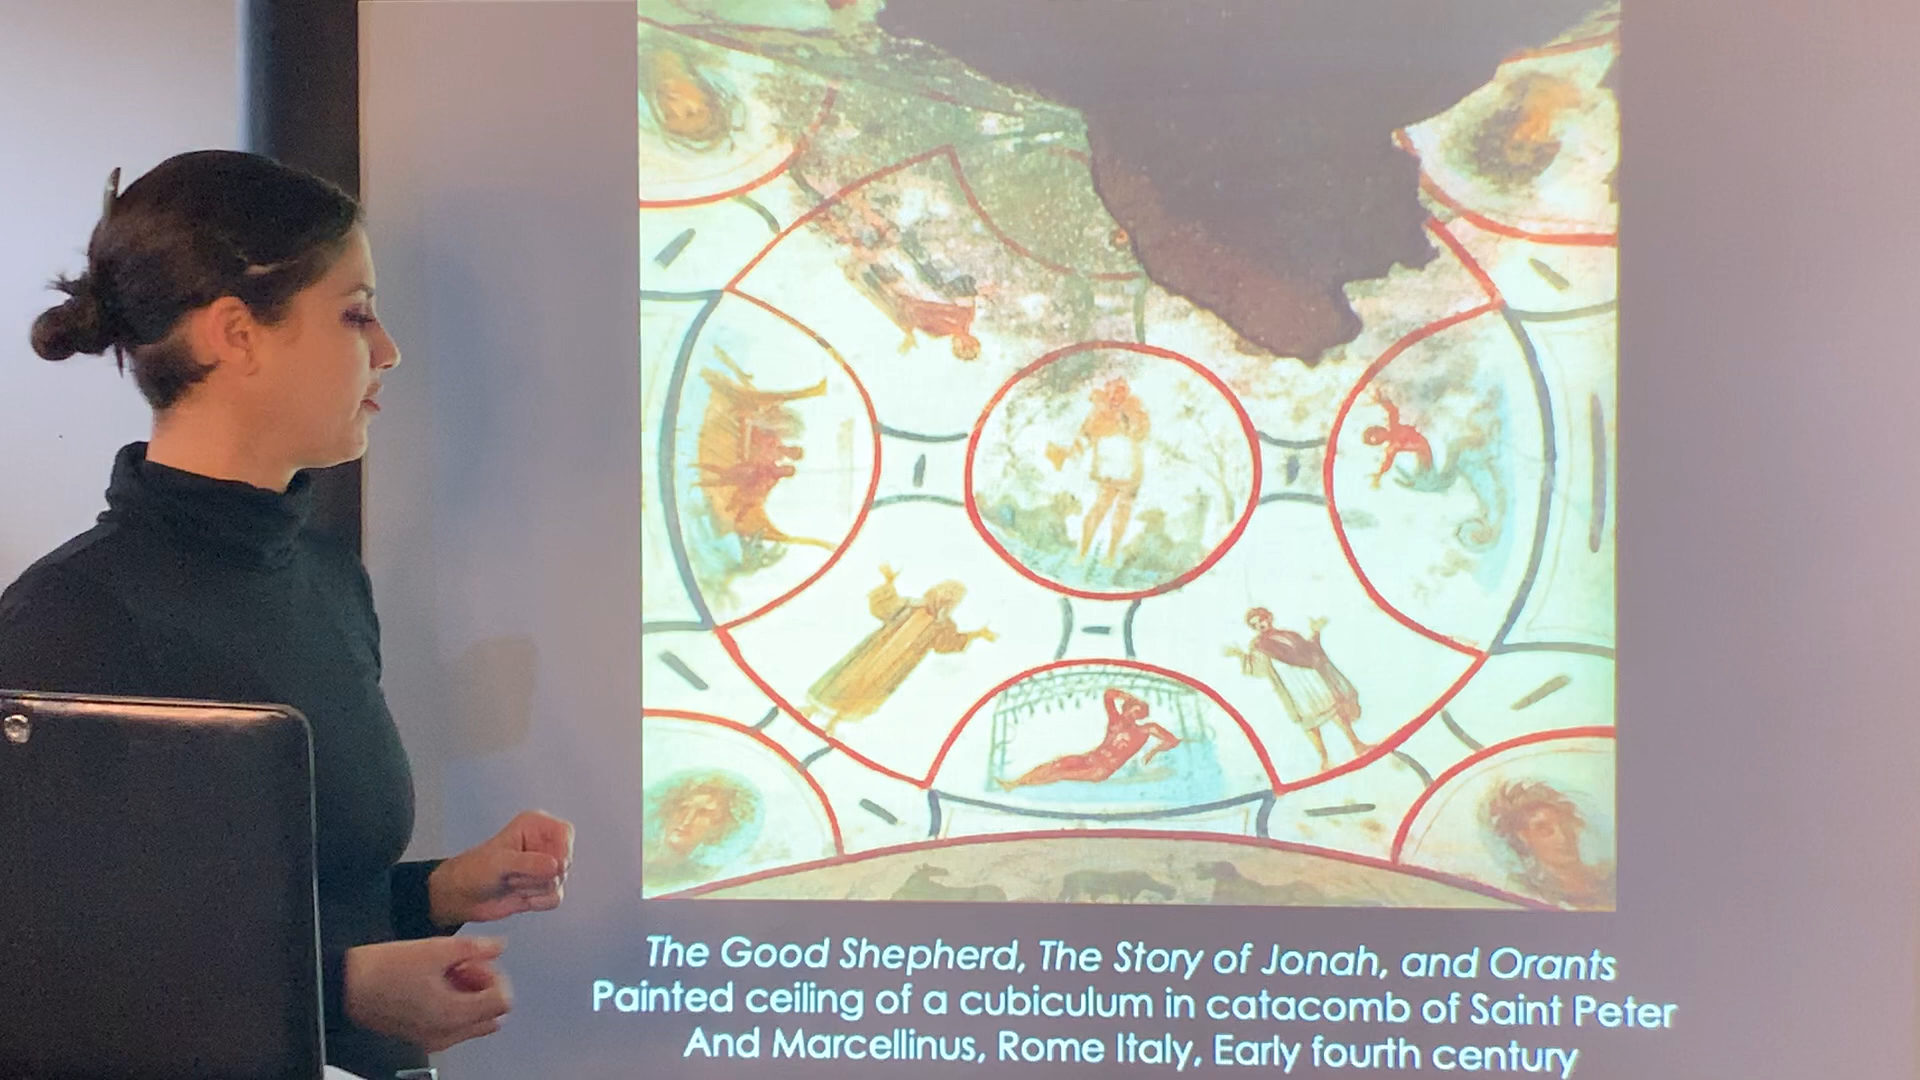 The Good Shepherd, The Story of Jonah, and Orants
Painted ceiling of a cubiculum in catacomb of Saint Peter
And Marcellinus, Rome Italy, Early fourth century